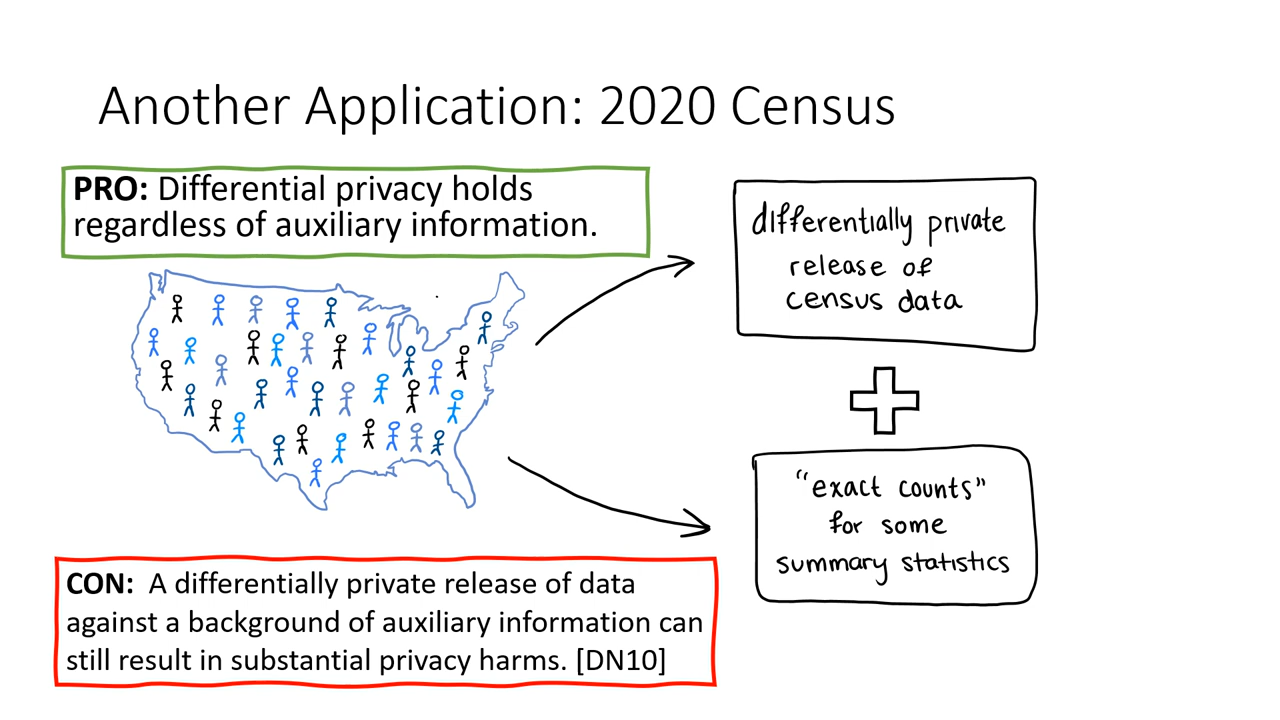 Another Application: 2020 Census
PRO: Differential privacy holds
regardless of auxiliary information.
differentially private
release of
census data
"exact counts"
for some
summary statistics
CON: A differentially private release of data
against a background of auxiliary information can
still result in substantial privacy harms. [DN10]